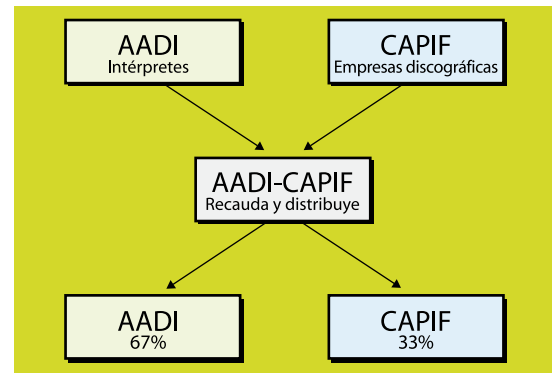 AADI
Intérpretes
CAPIF
Empresas discográficas
AADI-CAPIF
Recauda y distribuye
AADI
67%
CAPIF
33%